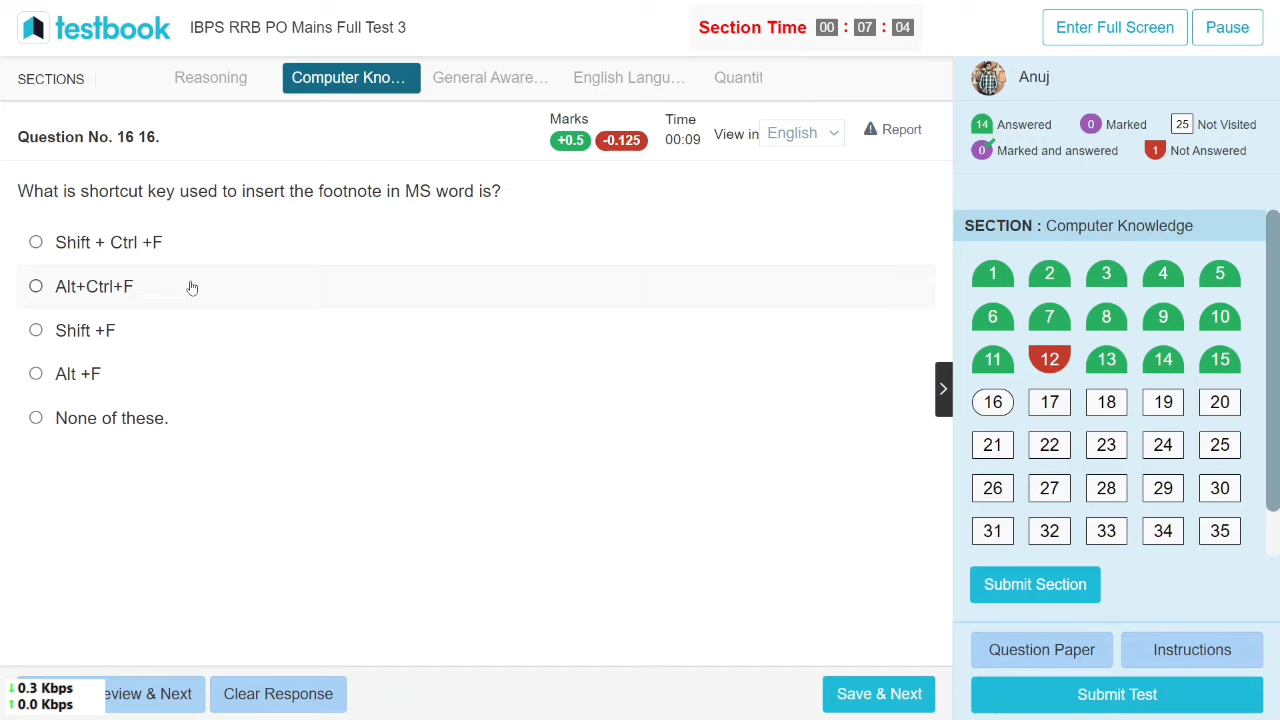 testbook IBPS RRB PO Mains Full Test 3 Section Time 00 : 07 : 04 Enter Full Screen Pause
SECTIONS Reasoning Computer Kno... General Aware... English Langu... Quantit
Anuj
Question No. 16 16.
Marks
+0.5 -0.125
Time
00:09
View in English
Report
14 Answered 0 Marked 25 Not Visited
0 Marked and answered 1 Not Answered
What is shortcut key used to insert the footnote in MS word is?
Shift + Ctrl +F
Alt+Ctrl+F
Shift +F
Alt +F
None of these.
SECTION : Computer Knowledge
1 2 3 4 5
6 7 8 9 10
11 12 13 14 15
16 17 18 19 20
21 22 23 24 25
26 27 28 29 30
31 32 33 34 35
Submit Section
Question Paper Instructions
Submit Test
0.3 Kbps
0.0 Kbps
eview & Next Clear Response Save & Next